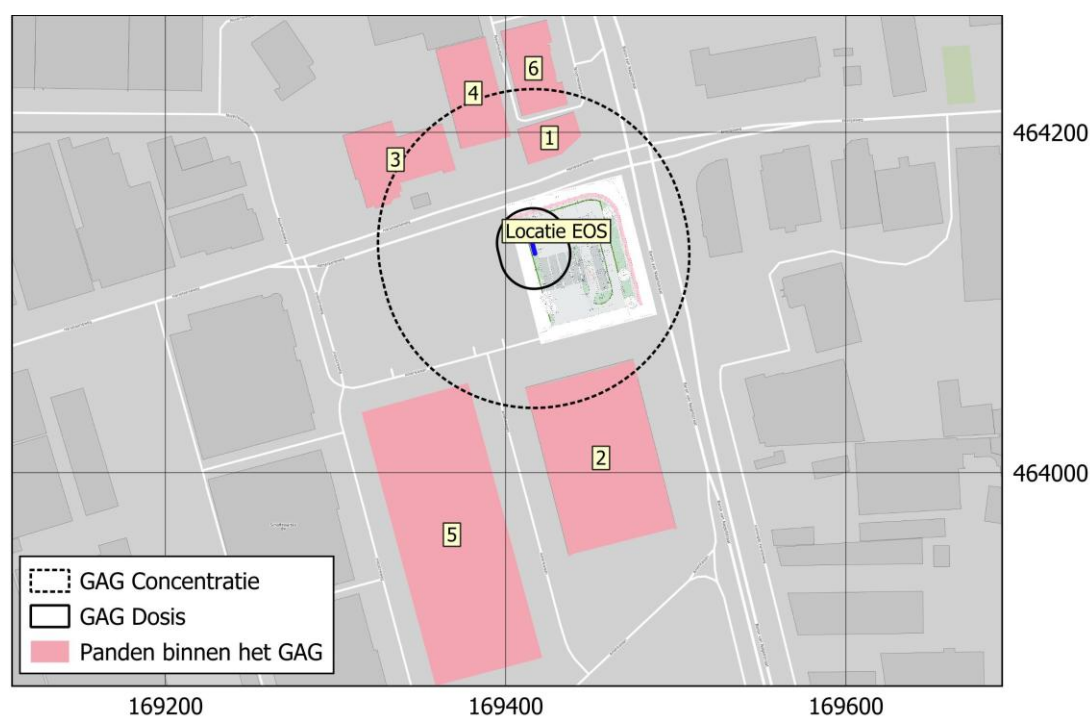 6
4
1
3
464200
Locatie EOS
2
464000
5
GAG Concentratie
GAG Dosis
Panden binnen het GAG
169200
169400
169600